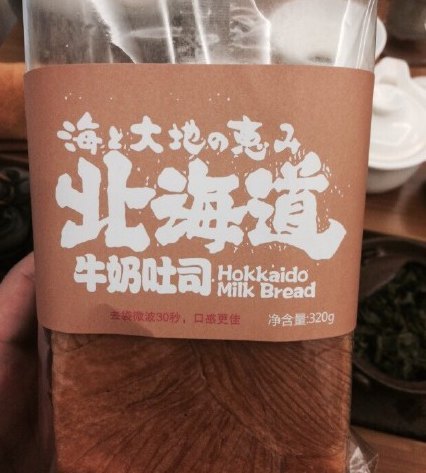 海と大地の恵み
北海道
牛奶吐司 Hokkaido Milk Bread
去袋微波30秒，口感更佳 净含量:320g